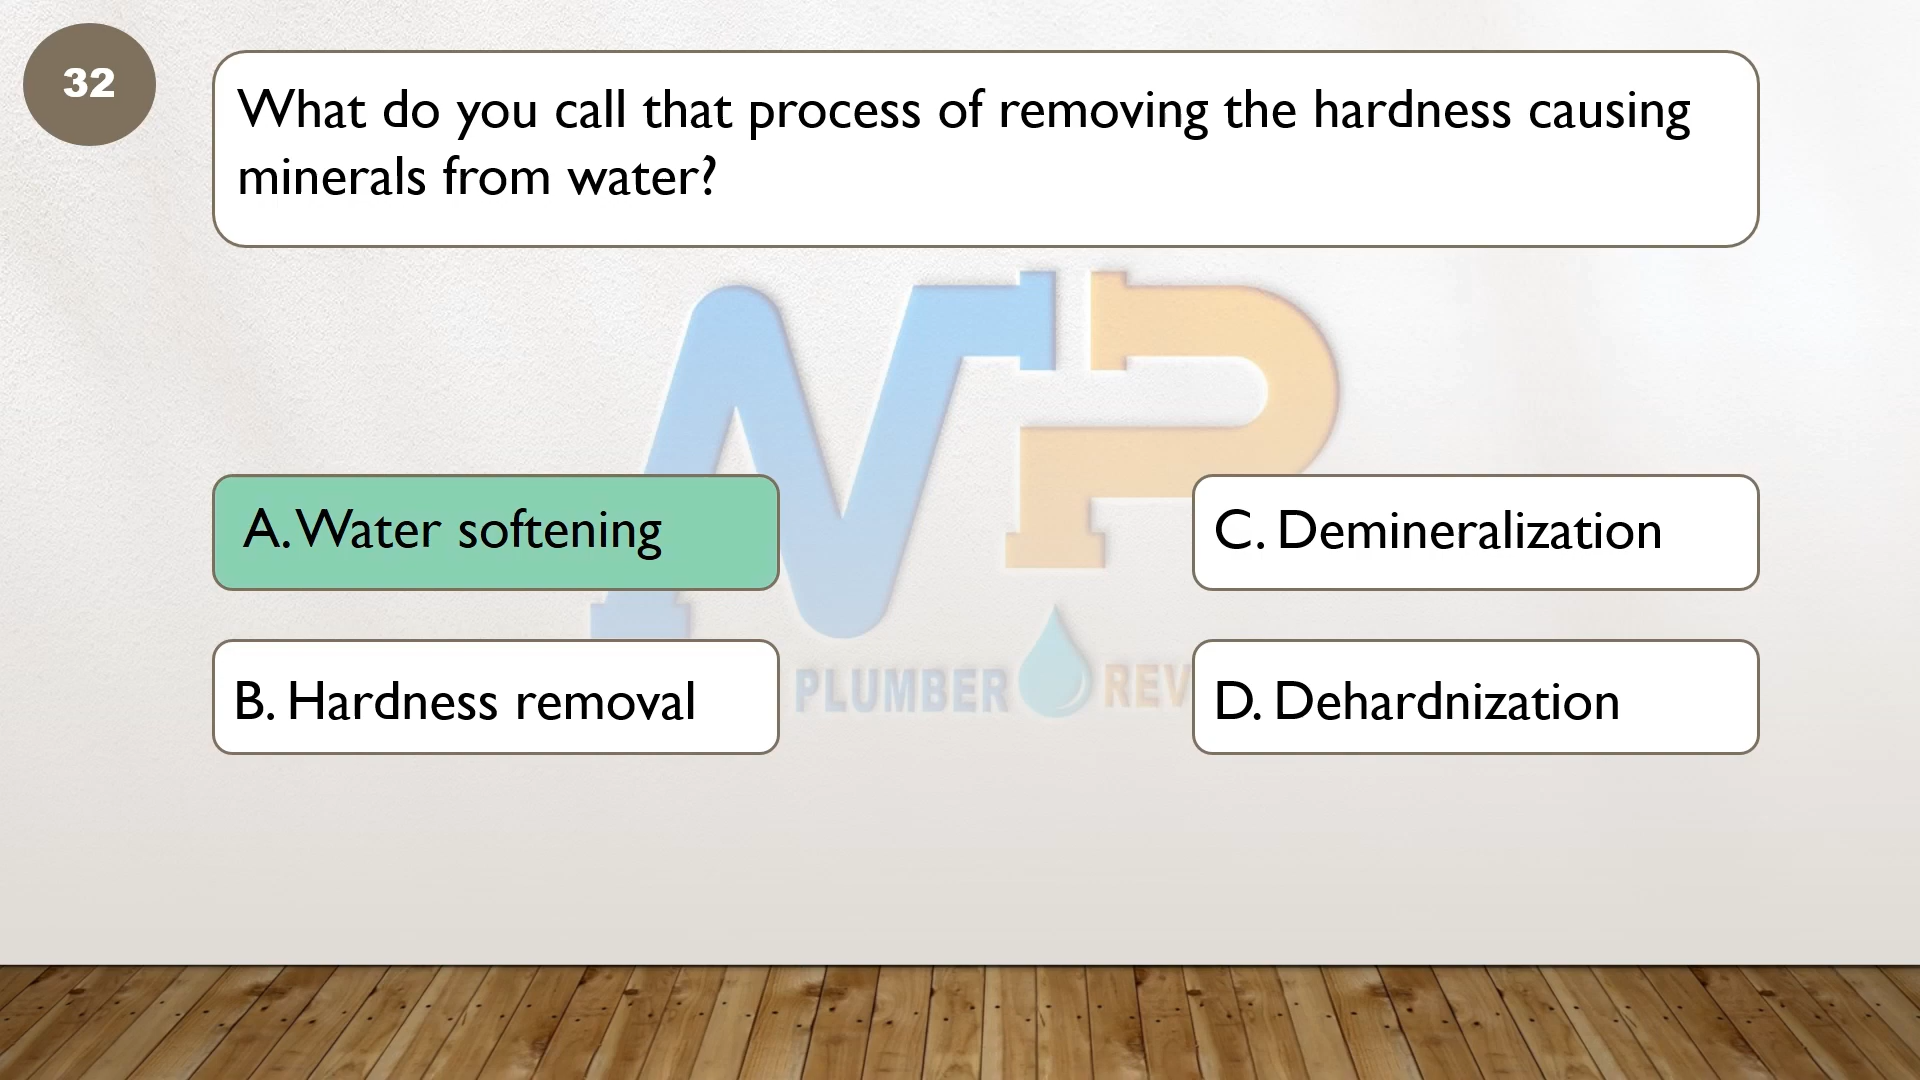 32
What do you call that process of removing the hardness causing
minerals from water?
A. Water softening
C. Demineralization
B. Hardness removal
D. Dehardnization
PLUMBER REV